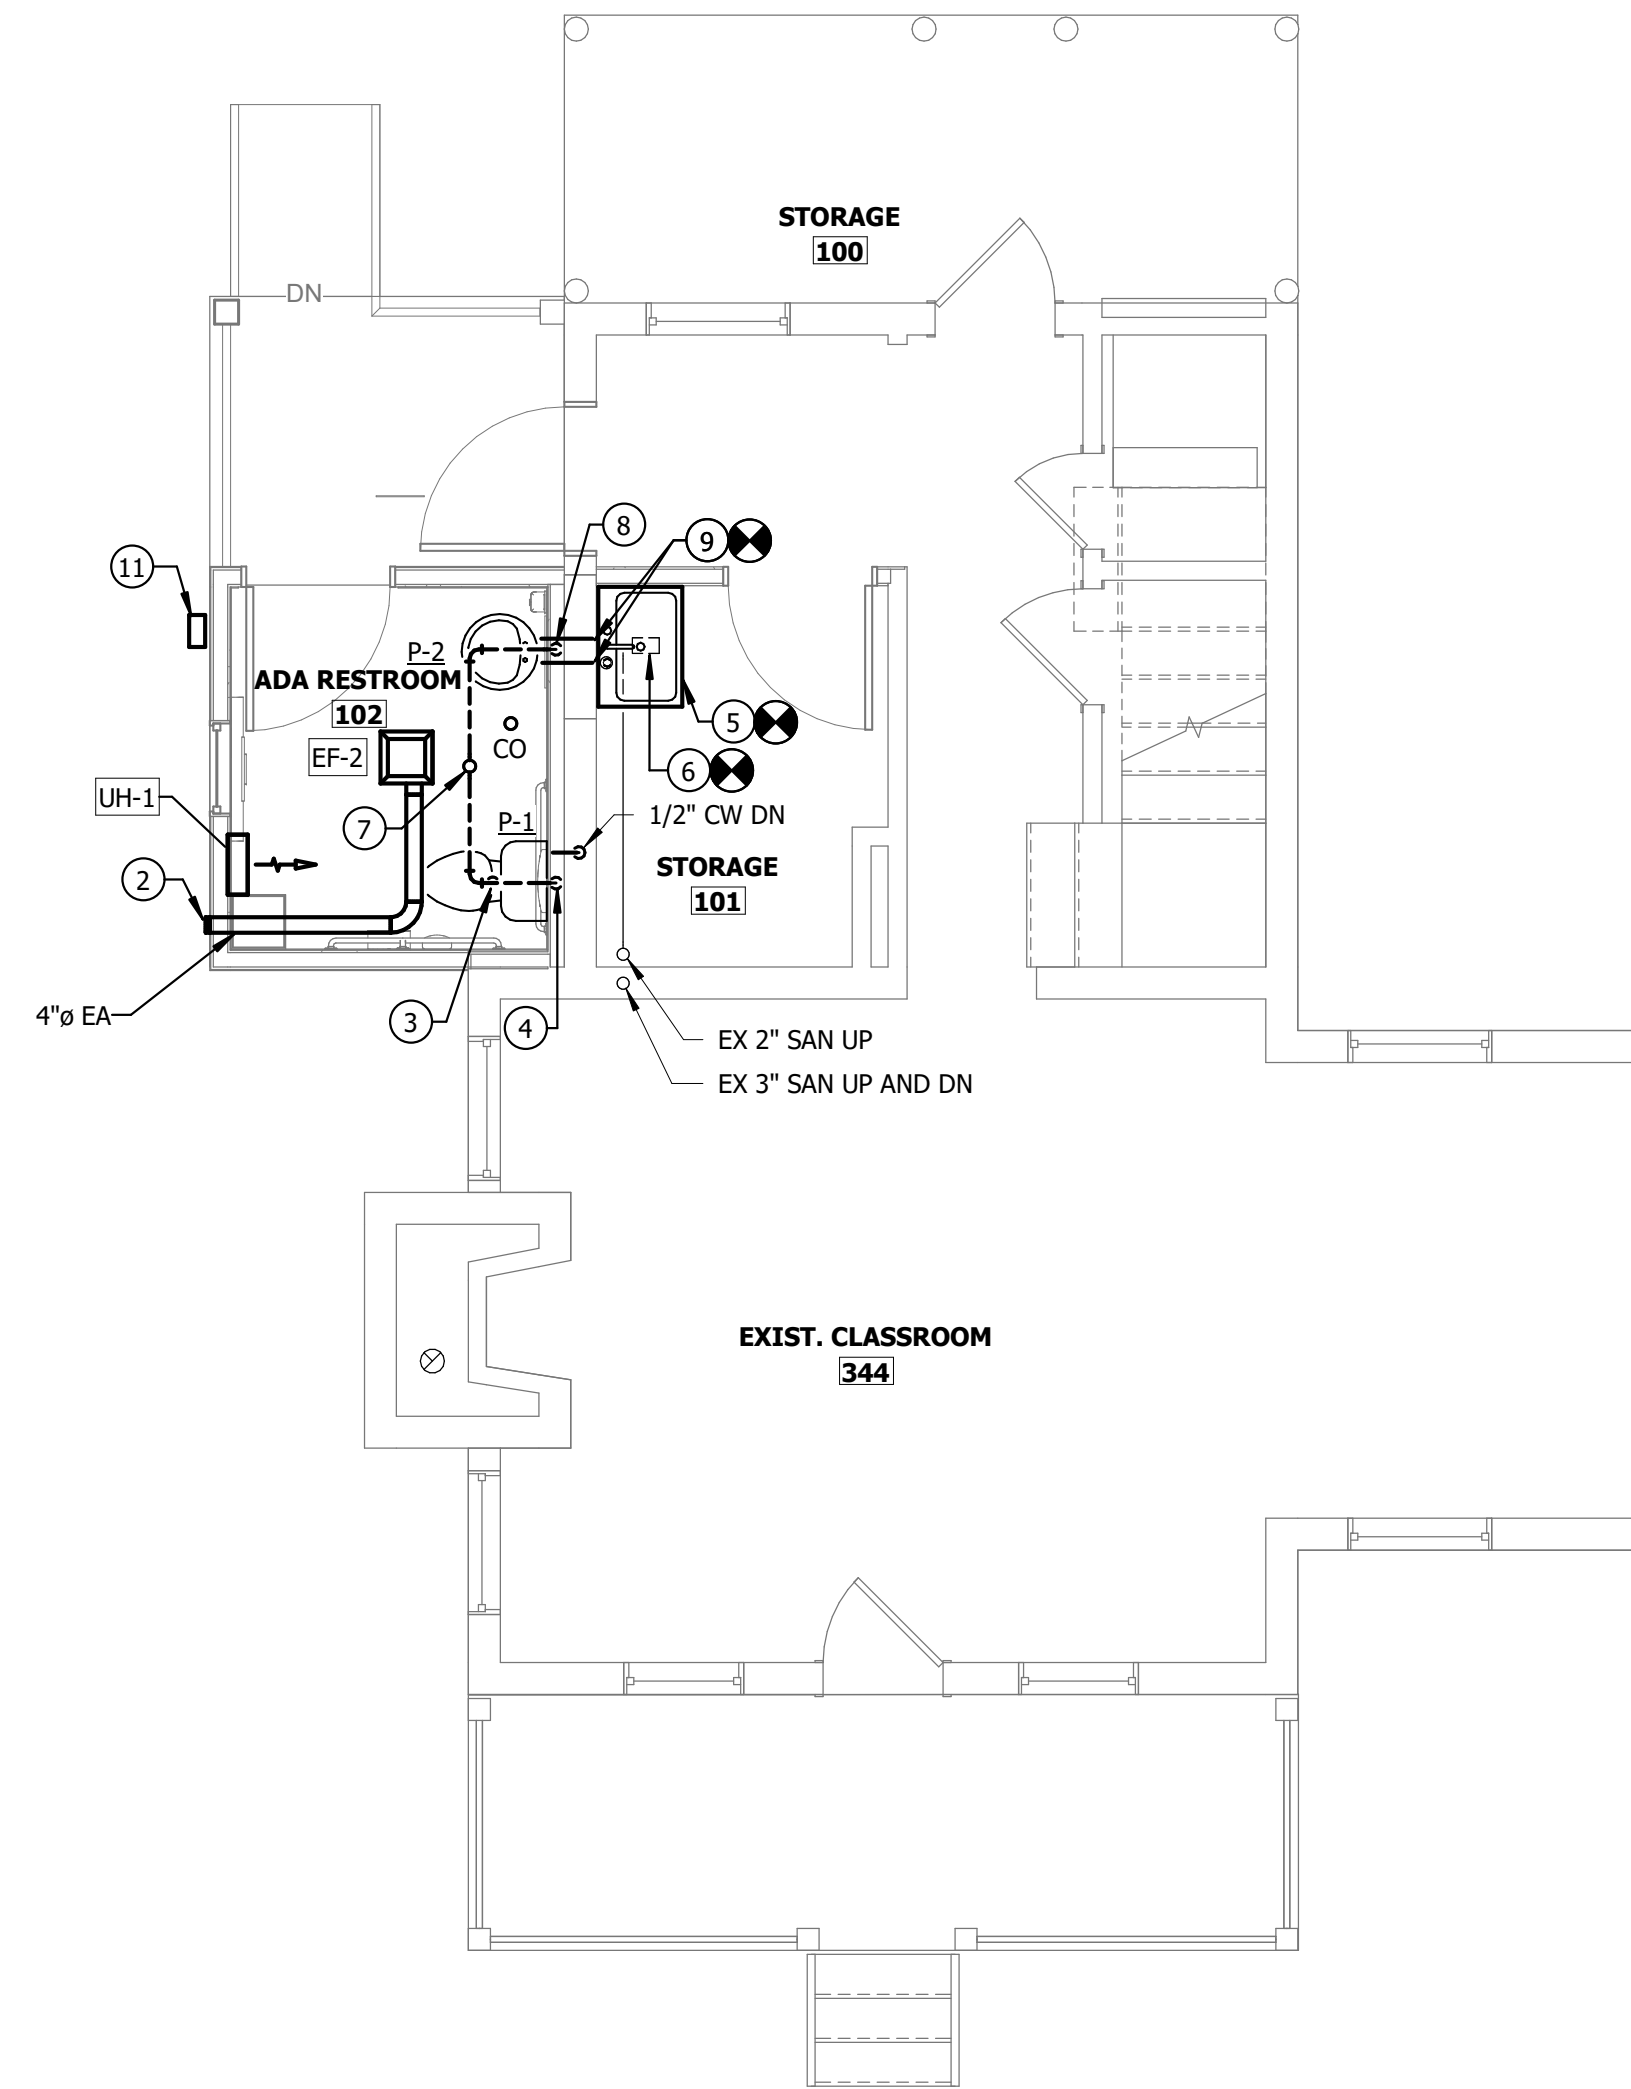 STORAGE
100
DN
8
9
11
P-2
ADA RESTROOM
102
CO
5
EF-2
6
UH-1
7
P-1
1/2" CW DN
STORAGE
101
2
4"ø EA
3
4
EX 2" SAN UP
EX 3" SAN UP AND DN
EXIST. CLASSROOM
344